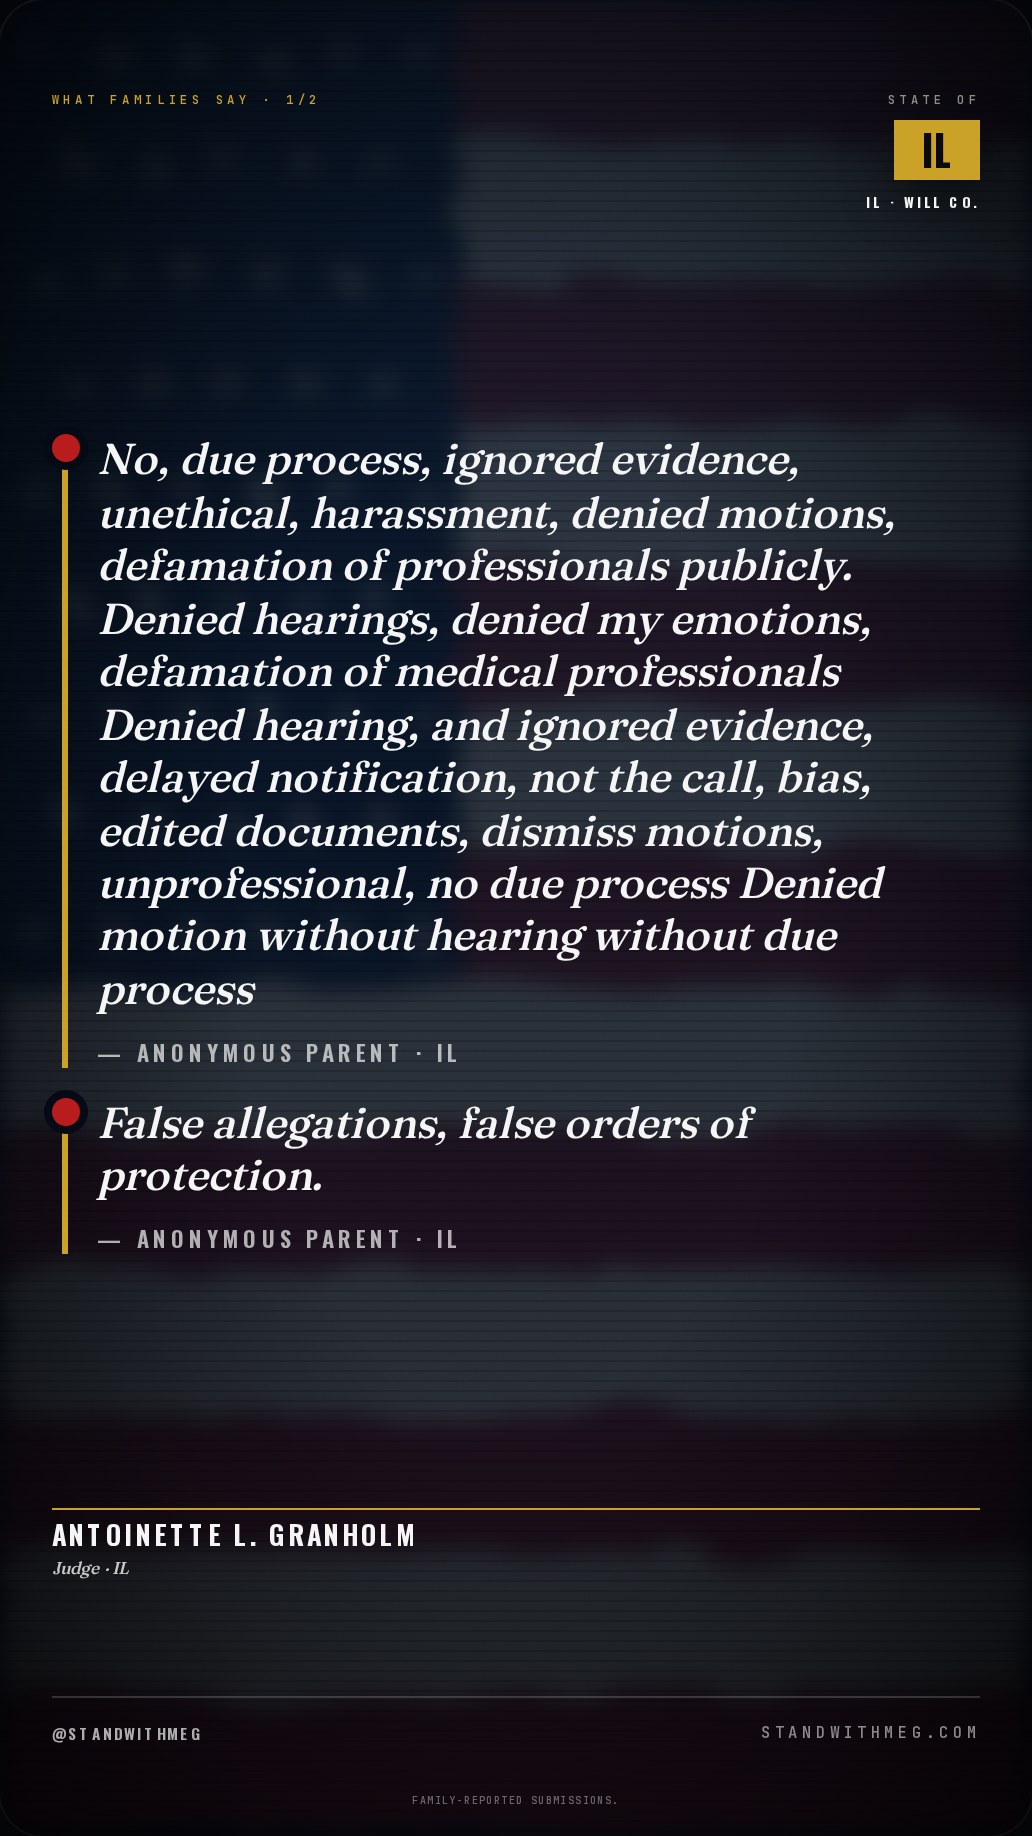 WHAT FAMILIES SAY · 1/2
STATE OF
IL
IL · WILL CO.
No, due process, ignored evidence,
unethical, harassment, denied motions,
defamation of professionals publicly.
Denied hearings, denied my emotions,
defamation of medical professionals
Denied hearing, and ignored evidence,
delayed notification, not the call, bias,
edited documents, dismiss motions,
unprofessional, no due process Denied
motion without hearing without due
process
— ANONYMOUS PARENT · IL
False allegations, false orders of
protection.
— ANONYMOUS PARENT · IL
ANTOINETTE L. GRANHOLM
Judge · IL
@STANDWITHMEG
STANDWITHMEG.COM
FAMILY-REPORTED SUBMISSIONS.